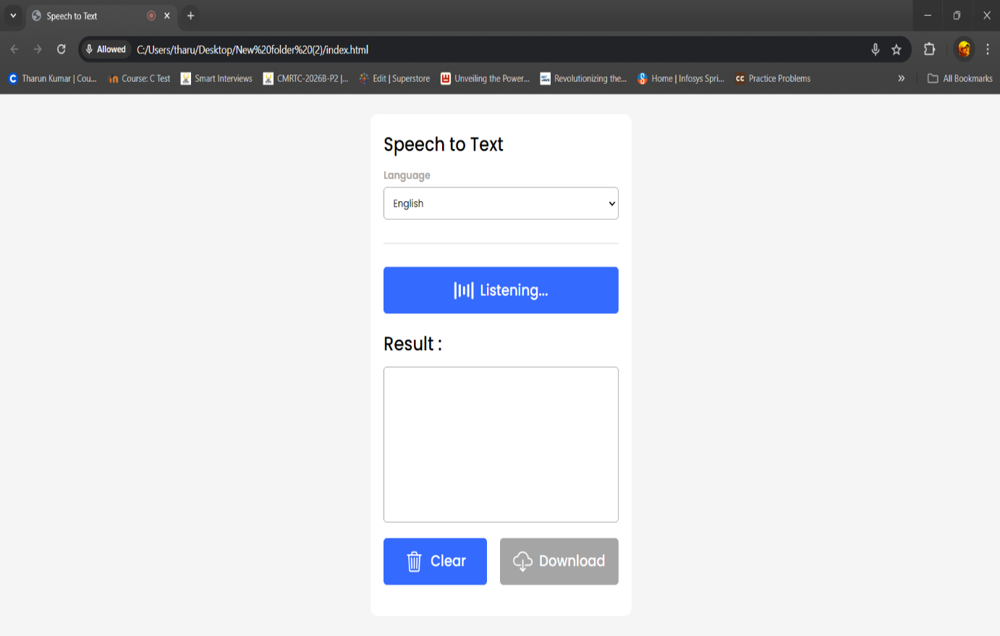 Speech to Text
Allowed C:/Users/tharu/Desktop/New%20folder%20(2)/index.html
Tharun Kumar | Cou... Course: C Test Smart Interviews CMRTC-2026B-P2 |... Edit | Superstore Unveiling the Power... Revolutionizing the... Home | Infosys Spri... Practice Problems » All Bookmarks
Speech to Text
Language
English
Listening...
Result :
Clear Download